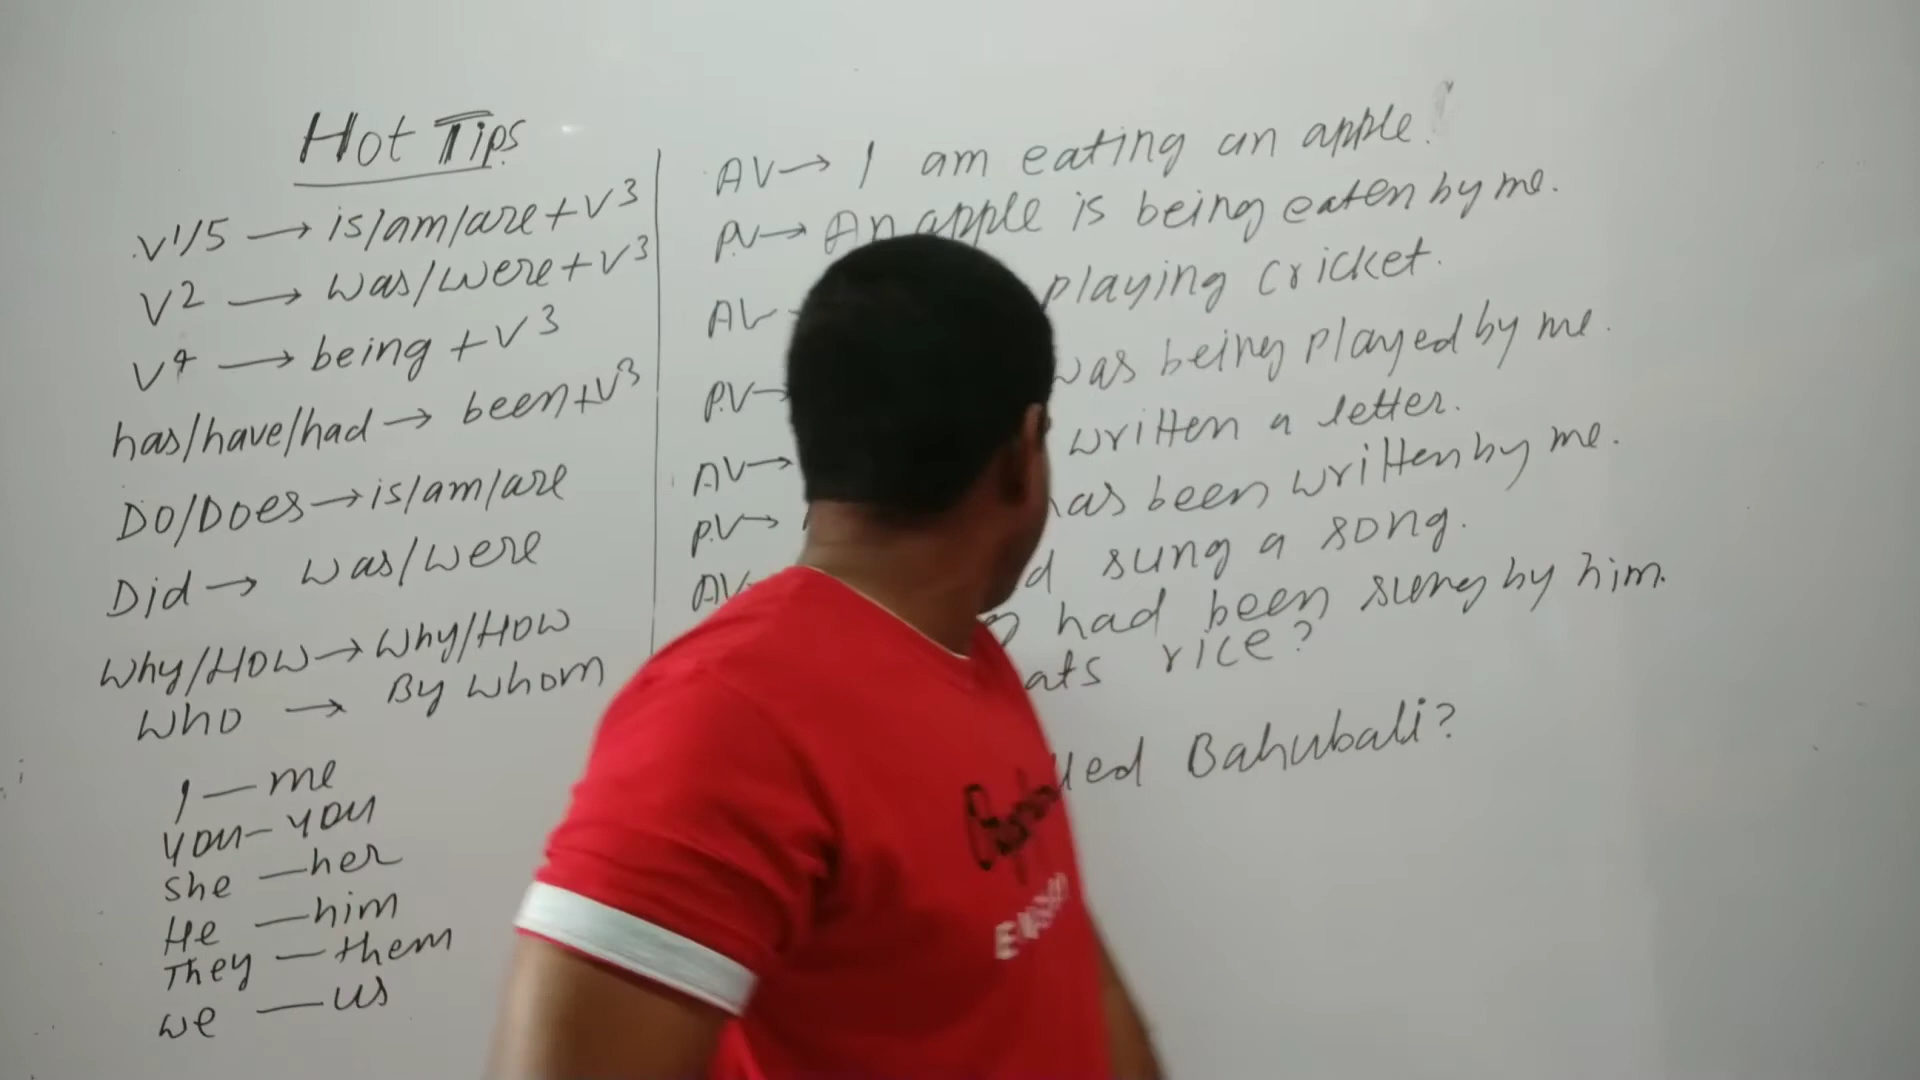 Hot Tips
V1/5 → is/am/are + V3
V2 → was/were + V3
V4 → being + V3
has/have/had → been + V3
Do/Does → is/am/are
Did → was/were
Why/How → Why/How
Who → By whom
I — me
you — you
She — her
He — him
They — them
we — us
AV → I am eating an apple.
PV → An apple is being eaten by me.
AV playing cricket.
PV → was being played by me.
AV → written a letter.
PV → has been written by me.
AV sung a song.
had been sung by him.
rice?
Bahubali?